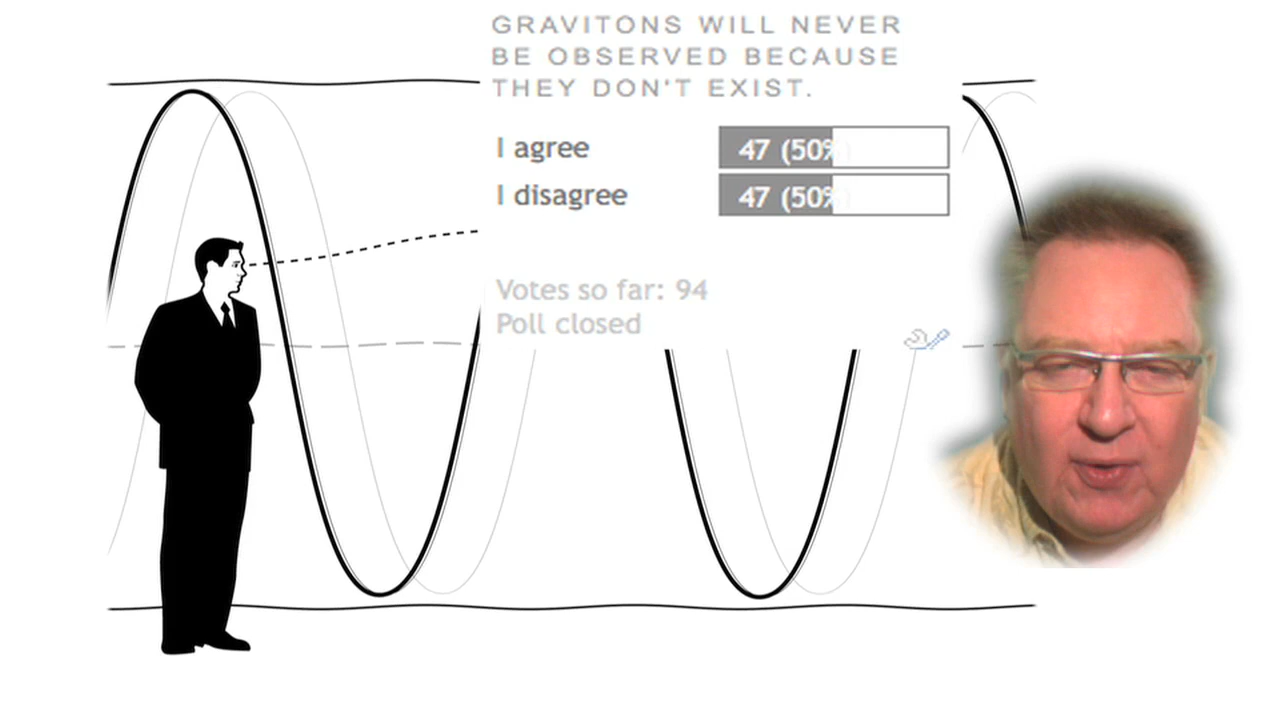 GRAVITONS WILL NEVER
BE OBSERVED BECAUSE
THEY DON'T EXIST.
I agree 47 (50%
I disagree 47 (50%
Votes so far: 94
Poll closed